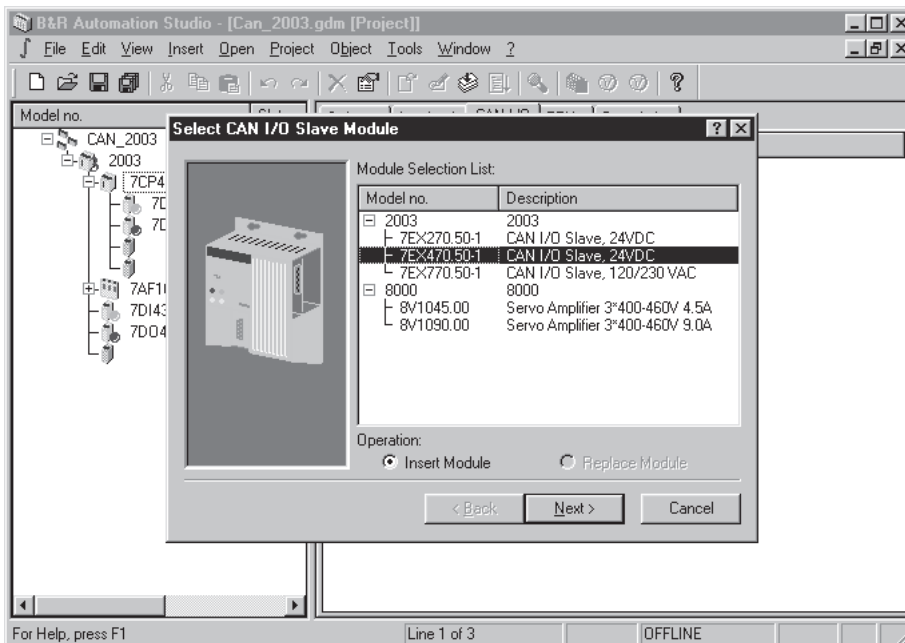 B&R Automation Studio - [Can_2003.gdm [Project]]
File Edit View Insert Open Project Object Tools Window ?
Model no.
CAN_2003
2003
7CP4
7D
7D
7AF1
7DI43
7DO4
Select CAN I/O Slave Module
Module Selection List:
Model no. Description
2003 2003
7EX270.50-1 CAN I/O Slave, 24VDC
7EX470.50-1 CAN I/O Slave, 24VDC
7EX770.50-1 CAN I/O Slave, 120/230 VAC
8000 8000
8V1045.00 Servo Amplifier 3*400-460V 4.5A
8V1090.00 Servo Amplifier 3*400-460V 9.0A
Operation:
Insert Module Replace Module
< Back Next > Cancel
For Help, press F1 Line 1 of 3 OFFLINE